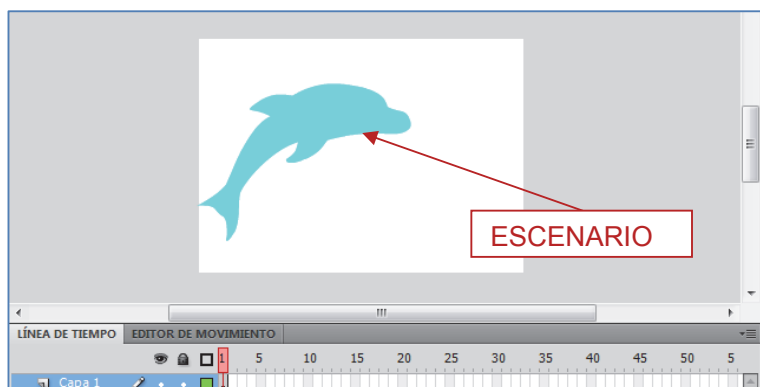 ESCENARIO
LÍNEA DE TIEMPO EDITOR DE MOVIMIENTO
1 5 10 15 20 25 30 35 40 45 50 5
Capa 1